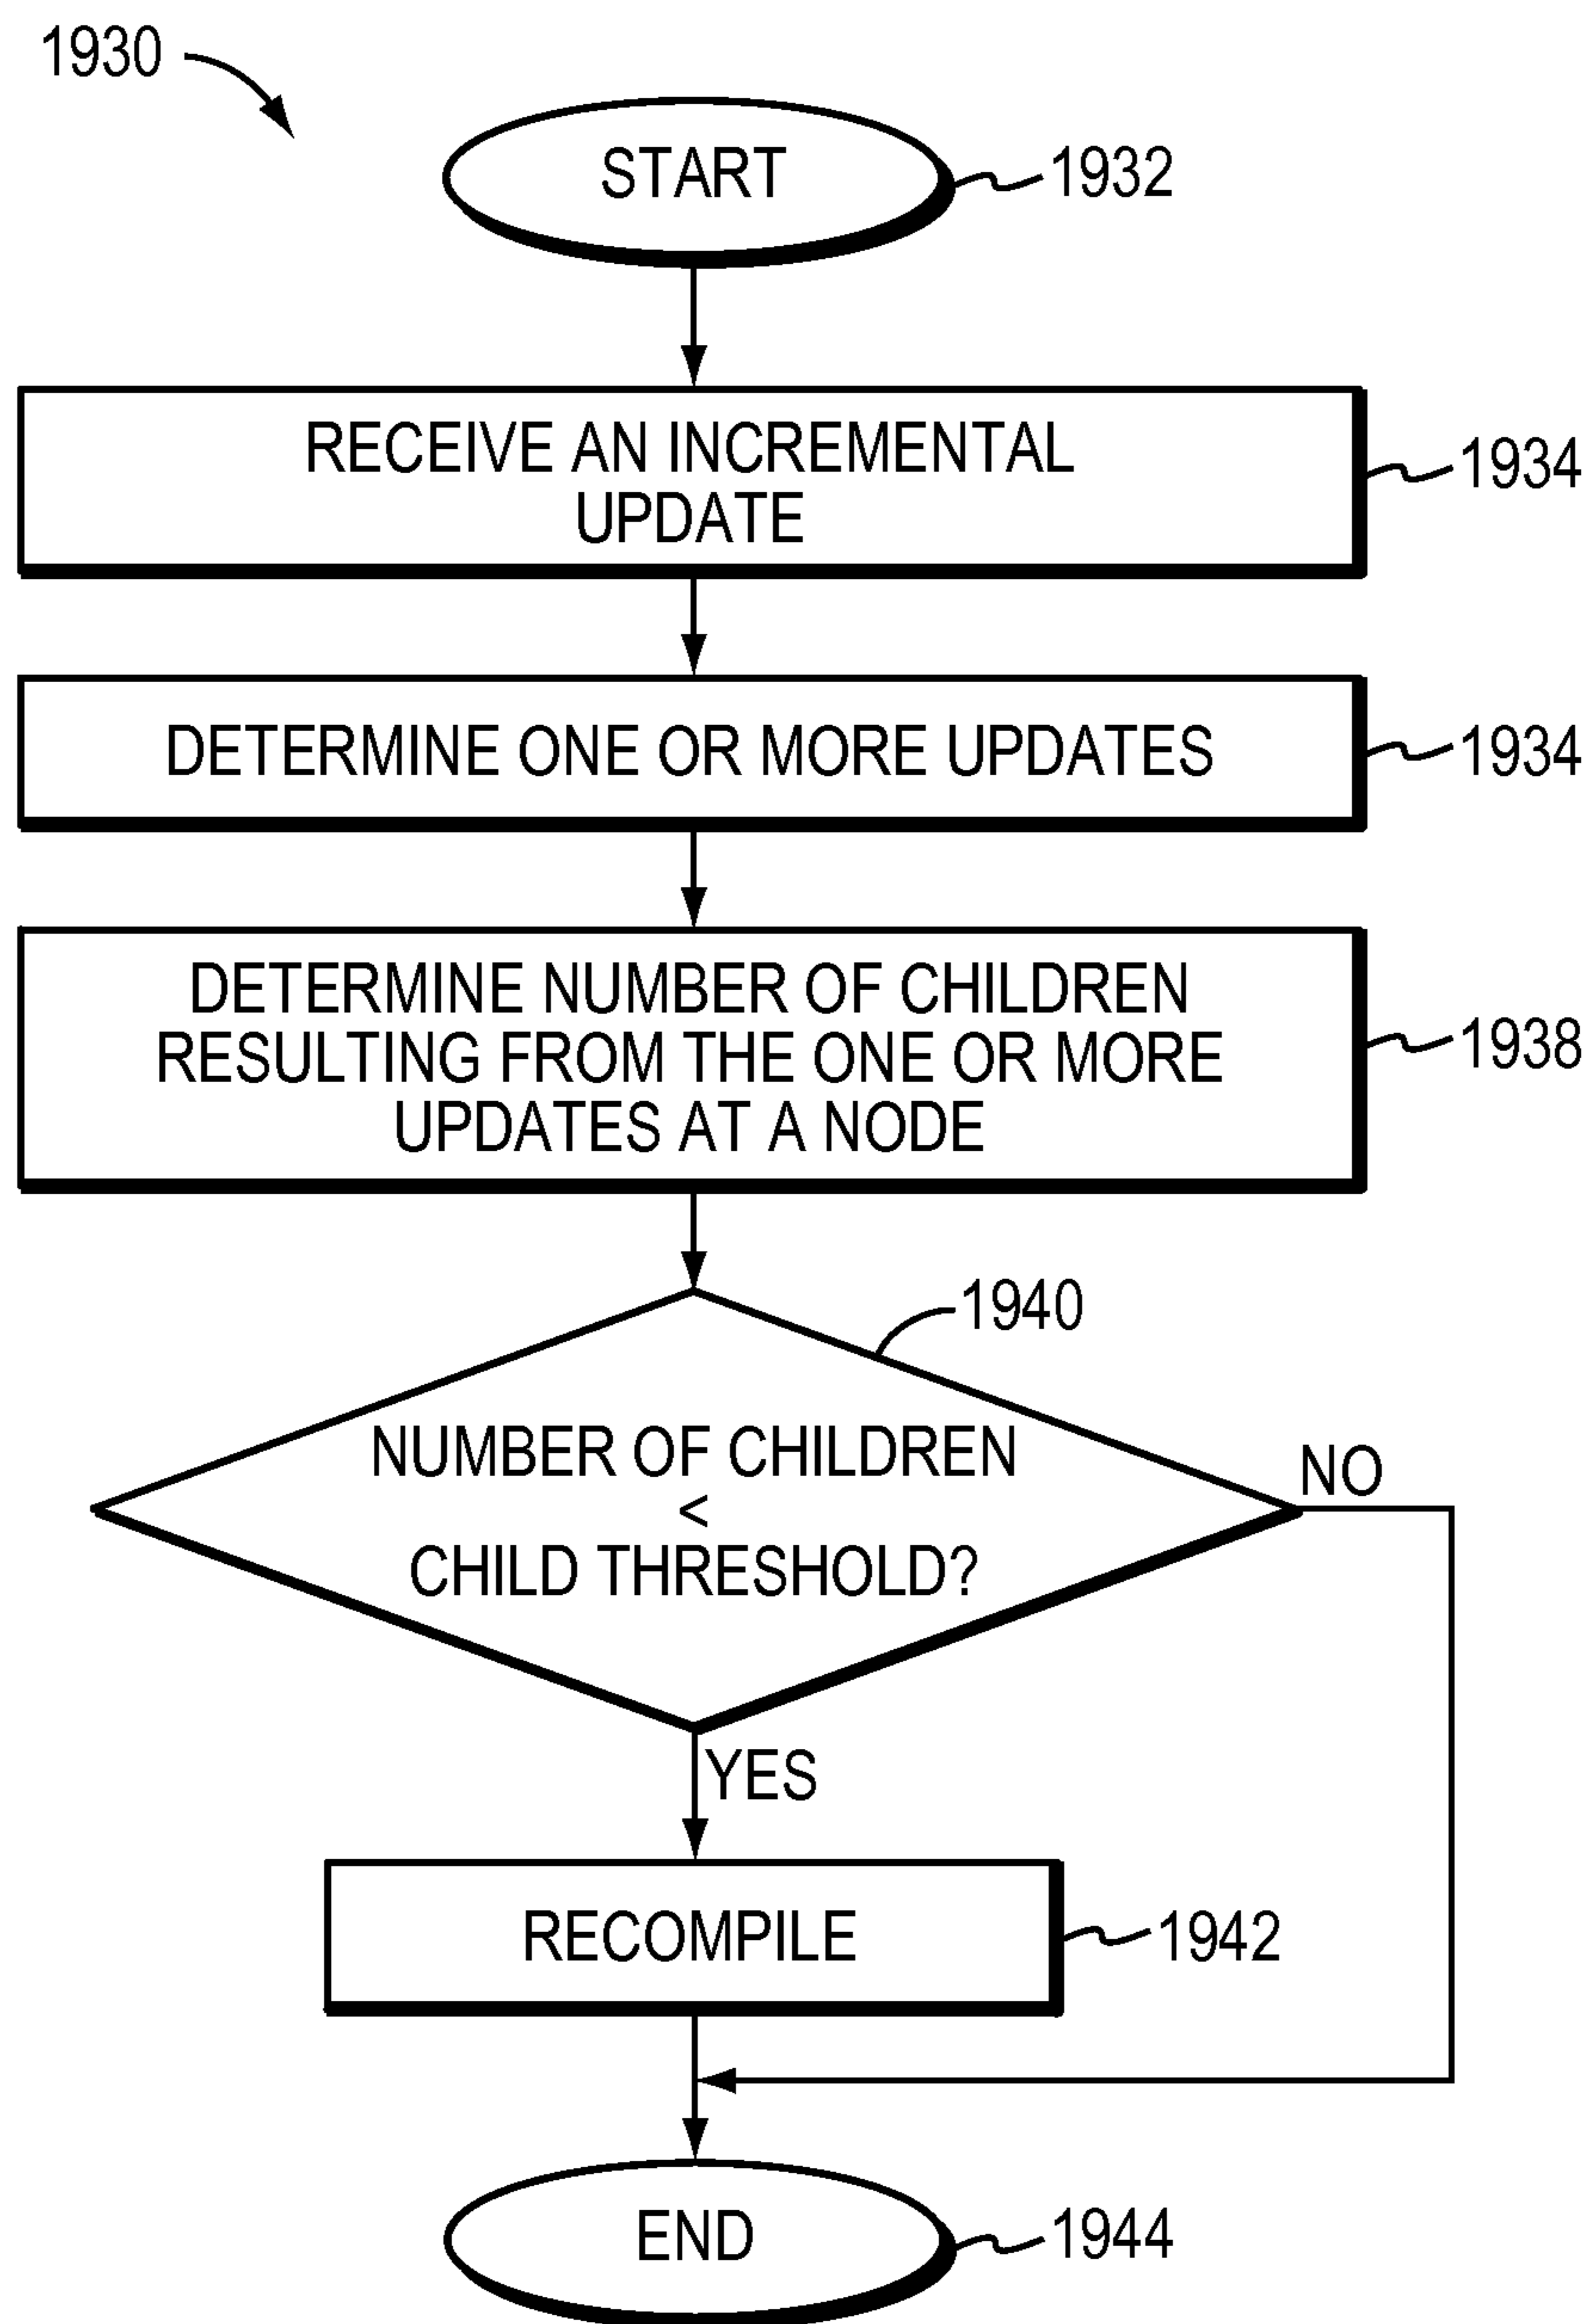 1930
START
1932
RECEIVE AN INCREMENTAL
UPDATE
1934
DETERMINE ONE OR MORE UPDATES
1934
DETERMINE NUMBER OF CHILDREN
RESULTING FROM THE ONE OR MORE
UPDATES AT A NODE
1938
1940
NUMBER OF CHILDREN
<
CHILD THRESHOLD?
NO
YES
RECOMPILE
1942
END
1944